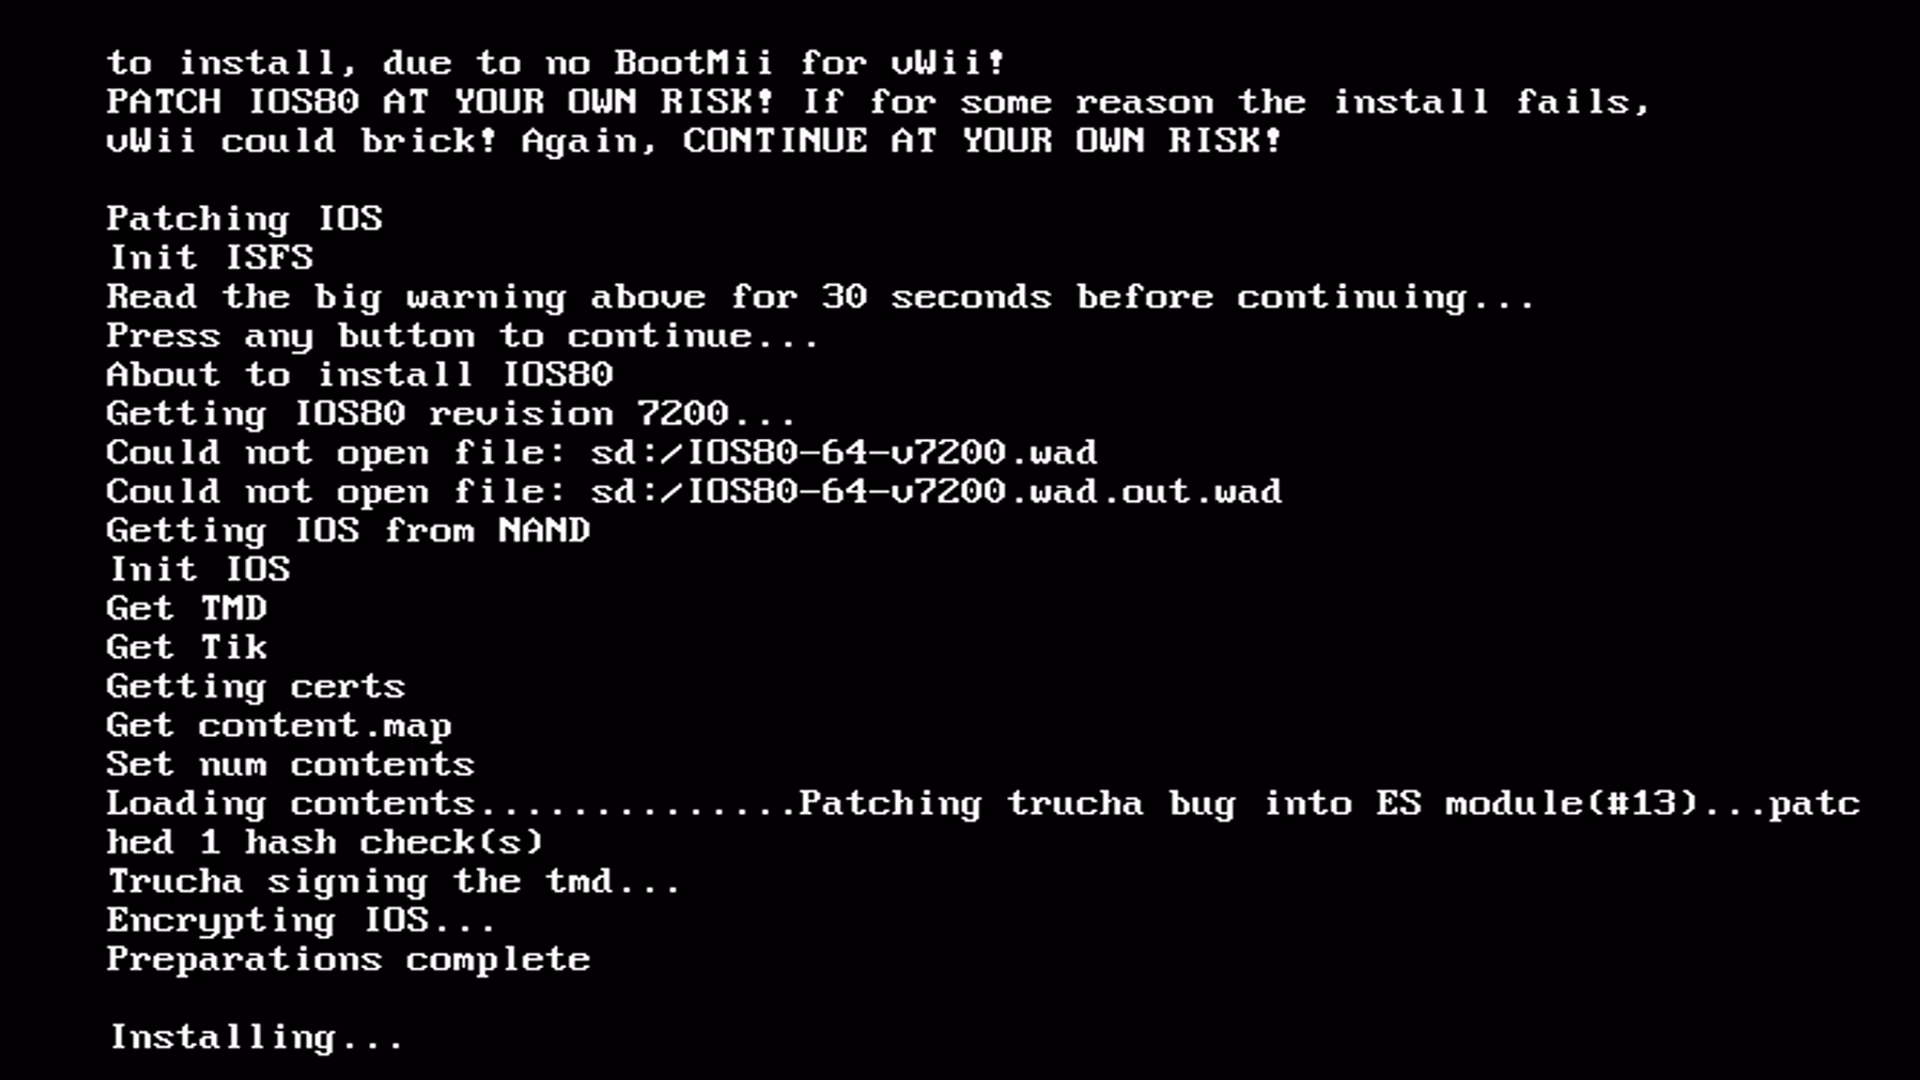 to install, due to no BootMii for vWii!
PATCH IOS80 AT YOUR OWN RISK! If for some reason the install fails,
vWii could brick! Again, CONTINUE AT YOUR OWN RISK!
Patching IOS
Init ISFS
Read the big warning above for 30 seconds before continuing...
Press any button to continue...
About to install IOS80
Getting IOS80 revision 7200...
Could not open file: sd:/IOS80-64-v7200.wad
Could not open file: sd:/IOS80-64-v7200.wad.out.wad
Getting IOS from NAND
Init IOS
Get TMD
Get Tik
Getting certs
Get content.map
Set num contents
Loading contents..............Patching trucha bug into ES module(#13)...patc
hed 1 hash check(s)
Trucha signing the tmd...
Encrypting IOS...
Preparations complete
Installing...